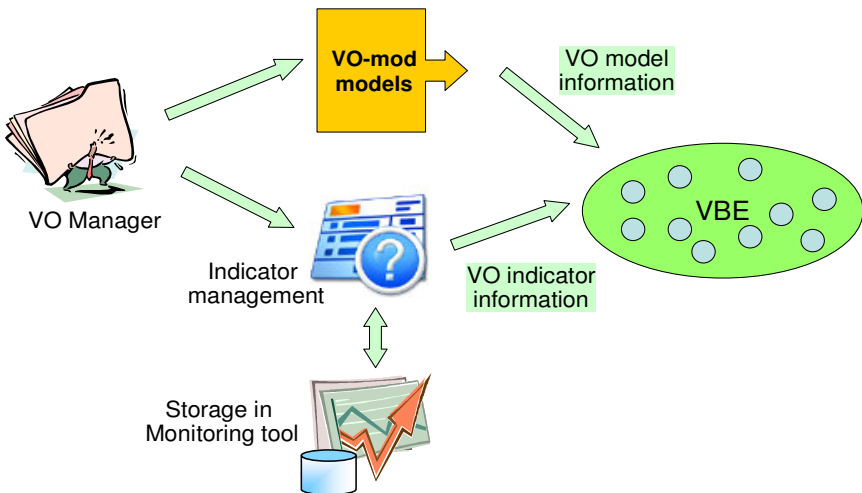 VO-mod
models
VO model
information
VO Manager
VBE
Indicator
management
VO indicator
information
Storage in
Monitoring tool